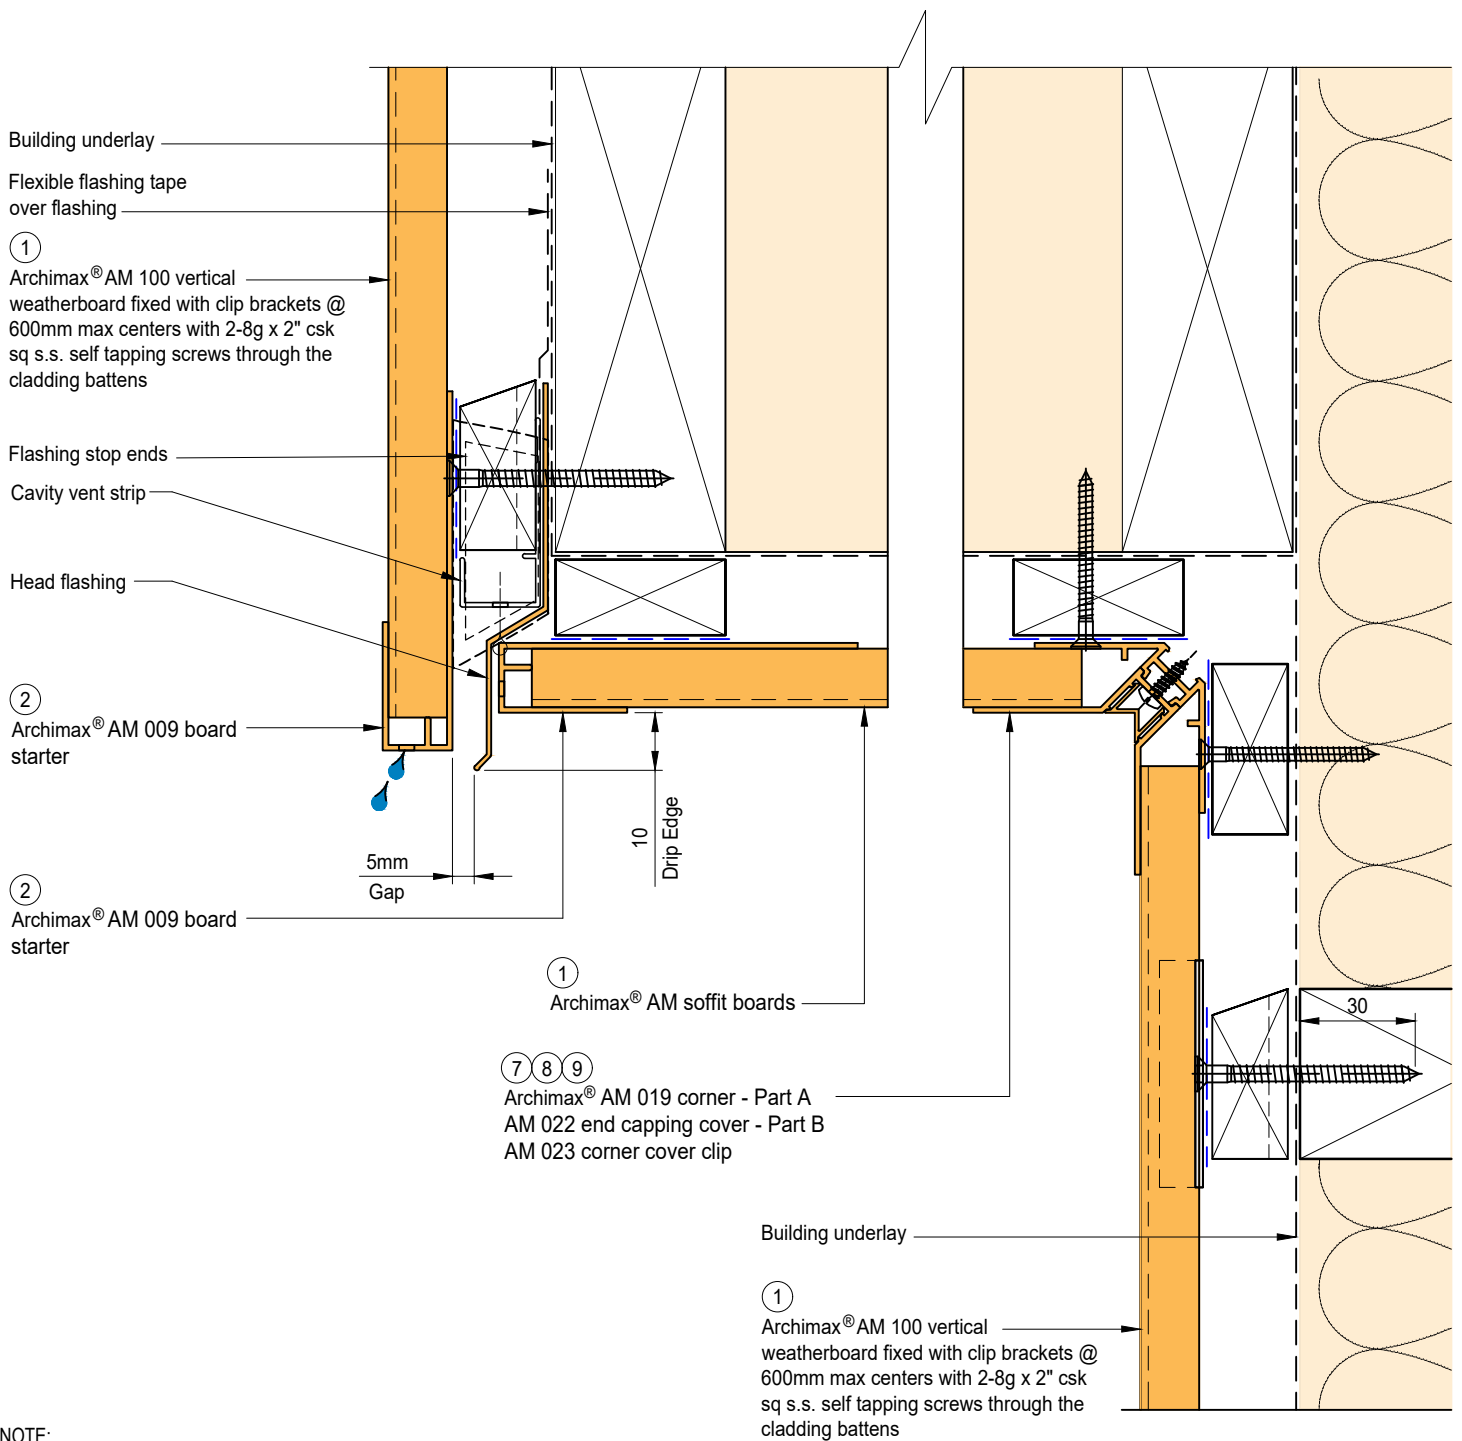 Building underlay
Flexible flashing tape
over flashing
1
Archimax® AM 100 vertical
weatherboard fixed with clip brackets @
600mm max centers with 2-8g x 2" csk
sq s.s. self tapping screws through the
cladding battens
Flashing stop ends
Cavity vent strip
Head flashing
2
Archimax® AM 009 board
starter
5mm
Gap
10
Drip Edge
2
Archimax® AM 009 board
starter
1
Archimax® AM soffit boards
30
7 8 9
Archimax® AM 019 corner - Part A
AM 022 end capping cover - Part B
AM 023 corner cover clip
Building underlay
1
Archimax® AM 100 vertical
weatherboard fixed with clip brackets @
600mm max centers with 2-8g x 2" csk
sq s.s. self tapping screws through the
cladding battens
NOTE: